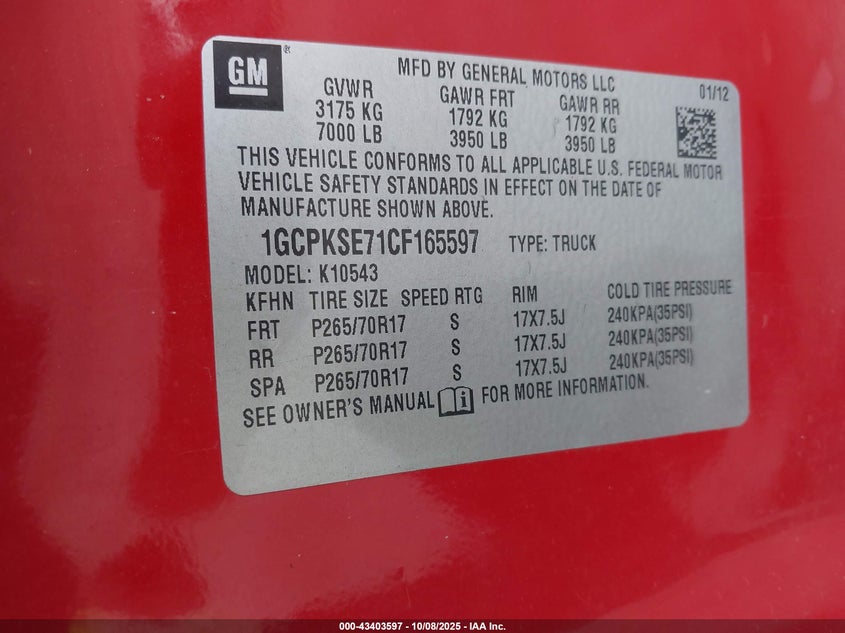 GM ®
MFD BY GENERAL MOTORS LLC 01/12
GVWR GAWR FRT GAWR RR
3175 KG 1792 KG 1792 KG
7000 LB 3950 LB 3950 LB
THIS VEHICLE CONFORMS TO ALL APPLICABLE U.S. FEDERAL MOTOR
VEHICLE SAFETY STANDARDS IN EFFECT ON THE DATE OF
MANUFACTURE SHOWN ABOVE.
1GCPKSE71CF165597 TYPE: TRUCK
MODEL: K10543
KFHN TIRE SIZE SPEED RTG RIM COLD TIRE PRESSURE
FRT P265/70R17 S 17X7.5J 240KPA(35PSI)
RR P265/70R17 S 17X7.5J 240KPA(35PSI)
SPA P265/70R17 S 17X7.5J 240KPA(35PSI)
SEE OWNER'S MANUAL i FOR MORE INFORMATION.
000-43403597 - 10/08/2025 - IAA Inc.